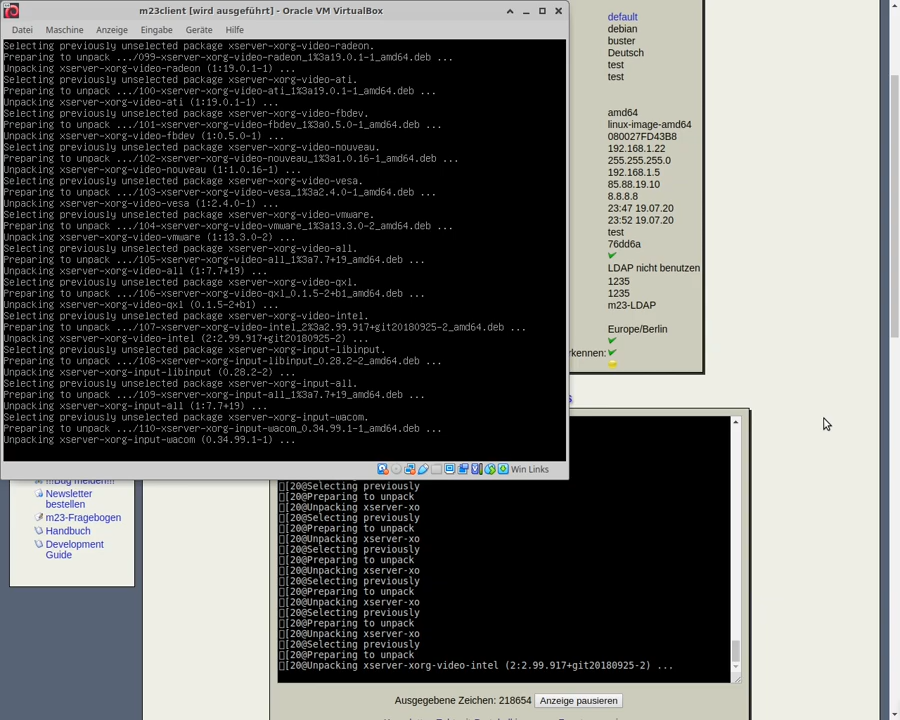 m23client [wird ausgeführt] - Oracle VM VirtualBox
Datei Maschine Anzeige Eingabe Geräte Hilfe
Selecting previously unselected package xserver-xorg-video-radeon.
Preparing to unpack .../099-xserver-xorg-video-radeon_1%3a19.0.1-1_amd64.deb ...
Unpacking xserver-xorg-video-radeon (1:19.0.1-1) ...
Selecting previously unselected package xserver-xorg-video-ati.
Preparing to unpack .../100-xserver-xorg-video-ati_1%3a19.0.1-1_amd64.deb ...
Unpacking xserver-xorg-video-ati (1:19.0.1-1) ...
Selecting previously unselected package xserver-xorg-video-fbdev.
Preparing to unpack .../101-xserver-xorg-video-fbdev_1%3a0.5.0-1_amd64.deb ...
Unpacking xserver-xorg-video-fbdev (1:0.5.0-1) ...
Selecting previously unselected package xserver-xorg-video-nouveau.
Preparing to unpack .../102-xserver-xorg-video-nouveau_1%3a1.0.16-1_amd64.deb ...
Unpacking xserver-xorg-video-nouveau (1:1.0.16-1) ...
Selecting previously unselected package xserver-xorg-video-vesa.
Preparing to unpack .../103-xserver-xorg-video-vesa_1%3a2.4.0-1_amd64.deb ...
Unpacking xserver-xorg-video-vesa (1:2.4.0-1) ...
Selecting previously unselected package xserver-xorg-video-vmware.
Preparing to unpack .../104-xserver-xorg-video-vmware_1%3a13.3.0-2_amd64.deb ...
Unpacking xserver-xorg-video-vmware (1:13.3.0-2) ...
Selecting previously unselected package xserver-xorg-video-all.
Preparing to unpack .../105-xserver-xorg-video-all_1%3a7.7+19_amd64.deb ...
Unpacking xserver-xorg-video-all (1:7.7+19) ...
Selecting previously unselected package xserver-xorg-video-qxl.
Preparing to unpack .../106-xserver-xorg-video-qxl_0.1.5-2+b1_amd64.deb ...
Unpacking xserver-xorg-video-qxl (0.1.5-2+b1) ...
Selecting previously unselected package xserver-xorg-video-intel.
Preparing to unpack .../107-xserver-xorg-video-intel_2%3a2.99.917+git20180925-2_amd64.deb ...
Unpacking xserver-xorg-video-intel (2:2.99.917+git20180925-2) ...
Selecting previously unselected package xserver-xorg-input-libinput.
Preparing to unpack .../108-xserver-xorg-input-libinput_0.28.2-2_amd64.deb ...
Unpacking xserver-xorg-input-libinput (0.28.2-2) ...
Selecting previously unselected package xserver-xorg-input-all.
Preparing to unpack .../109-xserver-xorg-input-all_1%3a7.7+19_amd64.deb ...
Unpacking xserver-xorg-input-all (1:7.7+19) ...
Selecting previously unselected package xserver-xorg-input-wacom.
Preparing to unpack .../110-xserver-xorg-input-wacom_0.34.99.1-1_amd64.deb ...
Unpacking xserver-xorg-input-wacom (0.34.99.1-1) ...
Win Links
default
debian
buster
Deutsch
test
test
amd64
linux-image-amd64
080027FD43B8
192.168.1.22
255.255.255.0
192.168.1.5
85.88.19.10
8.8.8.8
23:47 19.07.20
23:52 19.07.20
test
76dd6a
LDAP nicht benutzen
1235
1235
m23-LDAP
Europe/Berlin
rkennen:
s
!!!Bug melden!!!
Newsletter
bestellen
m23-Fragebogen
Handbuch
Development
Guide
[20@Selecting previously
[20@Preparing to unpack
[20@Unpacking xserver-xo
[20@Selecting previously
[20@Preparing to unpack
[20@Unpacking xserver-xo
[20@Selecting previously
[20@Preparing to unpack
[20@Unpacking xserver-xo
[20@Selecting previously
[20@Preparing to unpack
[20@Unpacking xserver-xo
[20@Selecting previously
[20@Preparing to unpack
[20@Unpacking xserver-xo
[20@Selecting previously
[20@Preparing to unpack
[20@Unpacking xserver-xorg-video-intel (2:2.99.917+git20180925-2) ...
Ausgegebene Zeichen: 218654 Anzeige pausieren